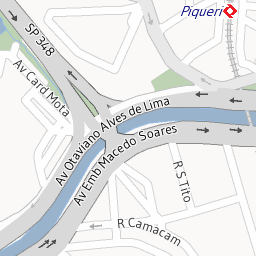 Piqueri
SP 348
Av Card Mota
Av Otaviano Alves de Lima
Av Emb Macedo Soares
R S Tito
R Camacam